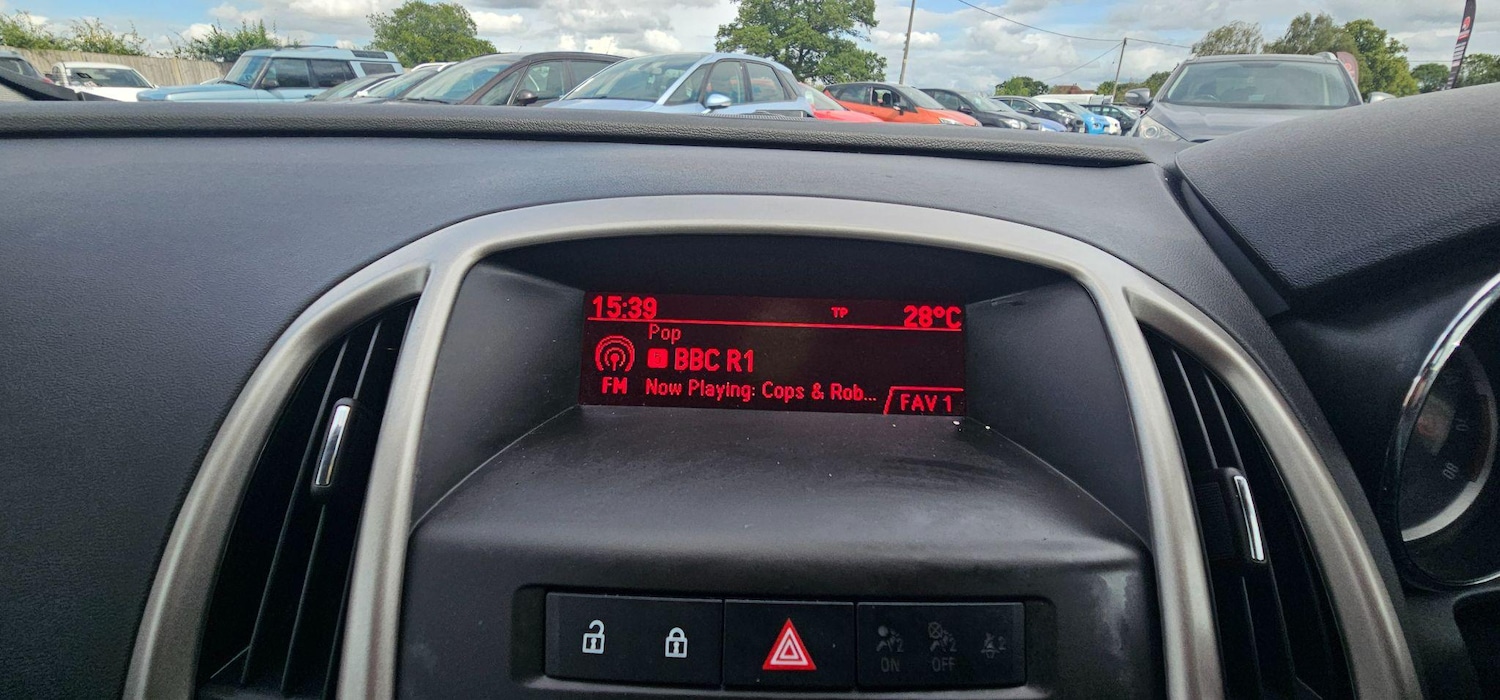 15:39 TP 28°C
Pop
BBC R1
FM Now Playing: Cops & Rob... FAV 1
ON OFF